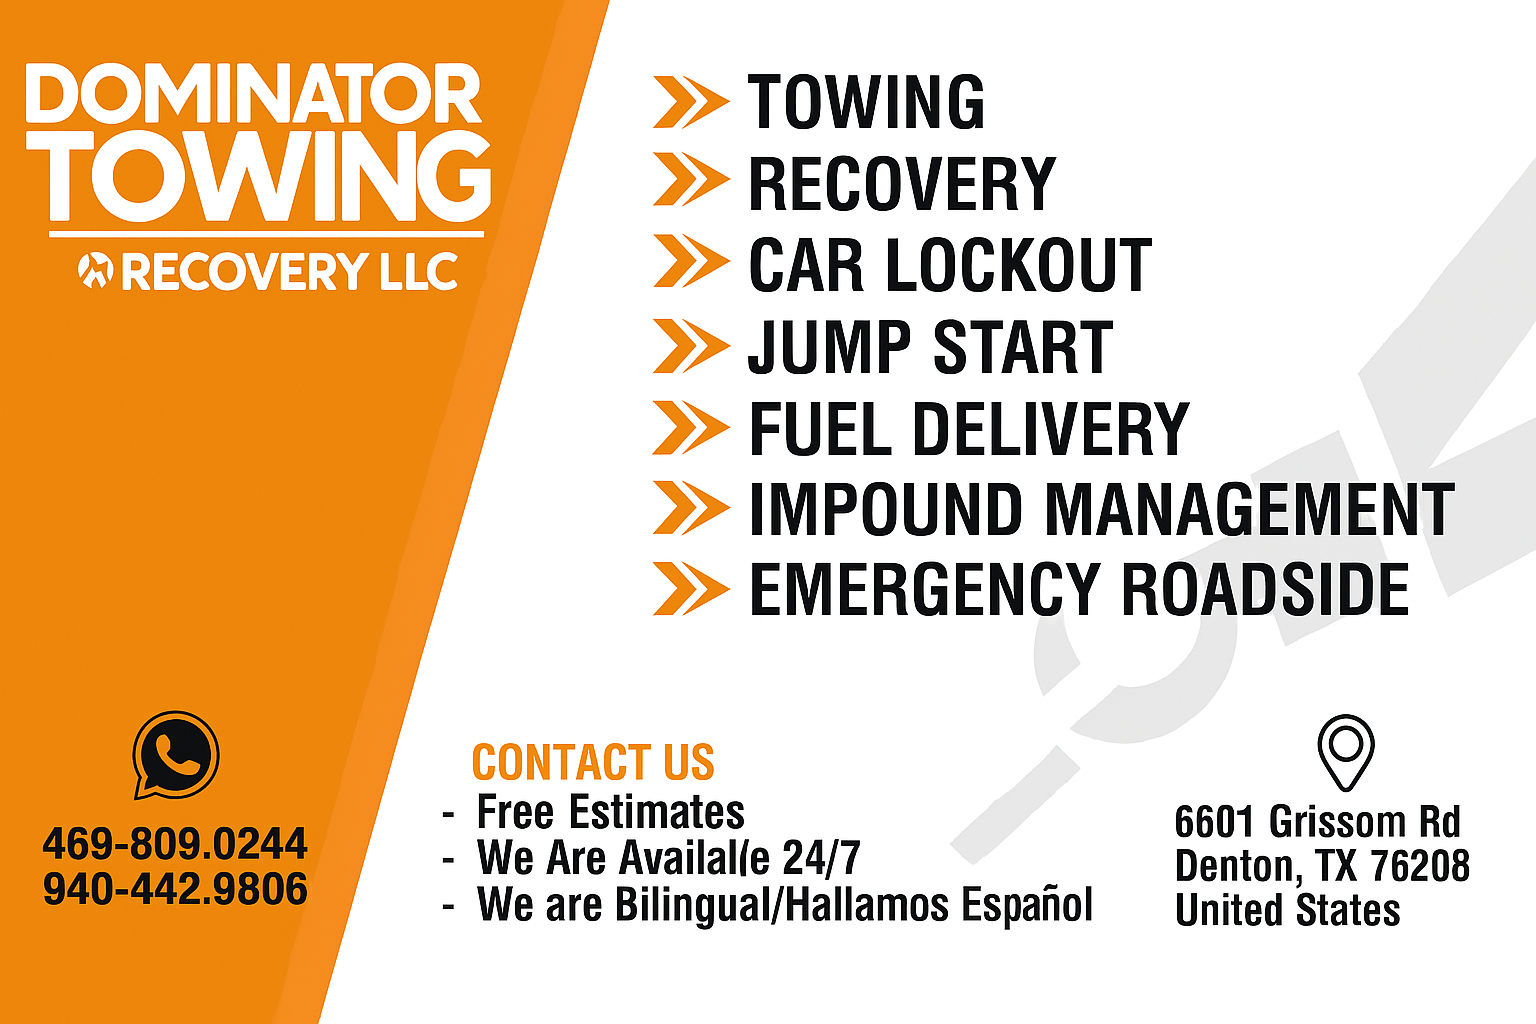 DOMINATOR
TOWING
RECOVERY LLC
TOWING
RECOVERY
CAR LOCKOUT
JUMP START
FUEL DELIVERY
IMPOUND MANAGEMENT
EMERGENCY ROADSIDE
469-809.0244
940-442.9806
CONTACT US
- Free Estimates
- We Are Availal(e 24/7
- We are Bilingual/Hallamos Español
6601 Grissom Rd
Denton, TX 76208
United States